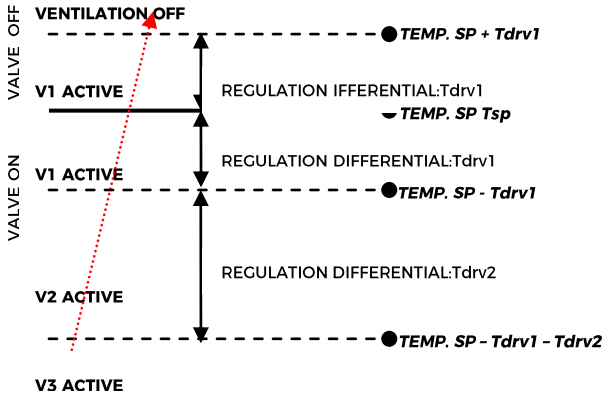 VENTILATION OFF
TEMP. SP + Tdrv1
VALVE OFF
V1 ACTIVE
REGULATION IFFERENTIAL:Tdrv1
TEMP. SP Tsp
V1 ACTIVE
REGULATION DIFFERENTIAL:Tdrv1
VALVE ON
TEMP. SP - Tdrv1
REGULATION DIFFERENTIAL:Tdrv2
V2 ACTIVE
TEMP. SP – Tdrv1 – Tdrv2
V3 ACTIVE